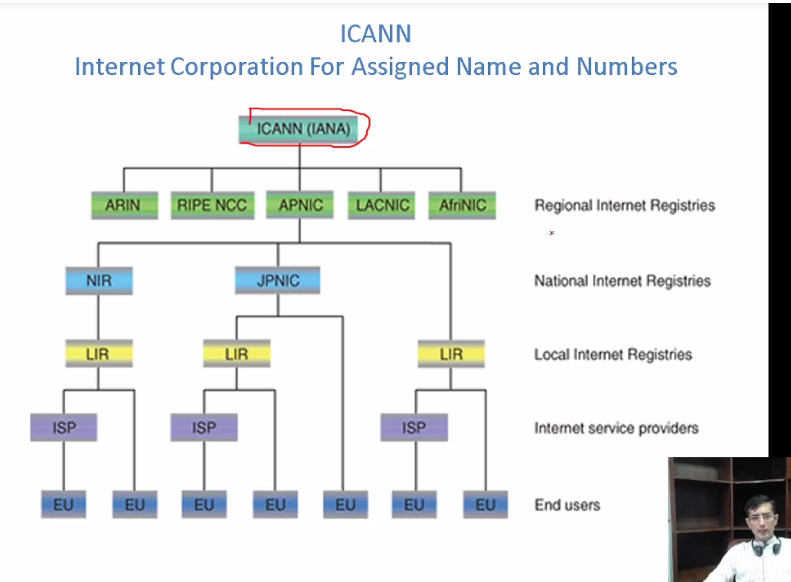 ICANN
Internet Corporation For Assigned Name and Numbers
ICANN (IANA)
ARIN RIPE NCC APNIC LACNIC AfriNIC Regional Internet Registries
NIR JPNIC National Internet Registries
LIR LIR LIR Local Internet Registries
ISP ISP ISP Internet service providers
EU EU EU EU EU EU EU End users